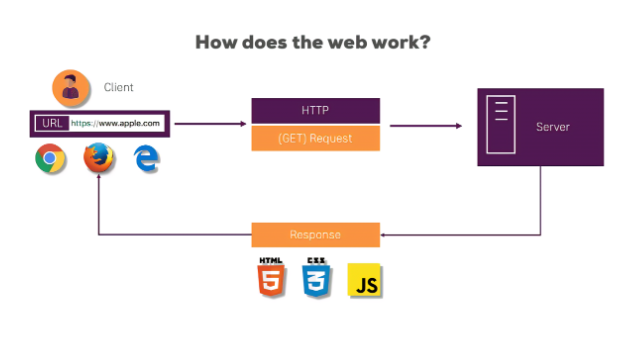 How does the web work?
Client
URL https://www.apple.com
HTTP
(GET) Request
Server
Response
HTML
5
CSS
3
JS